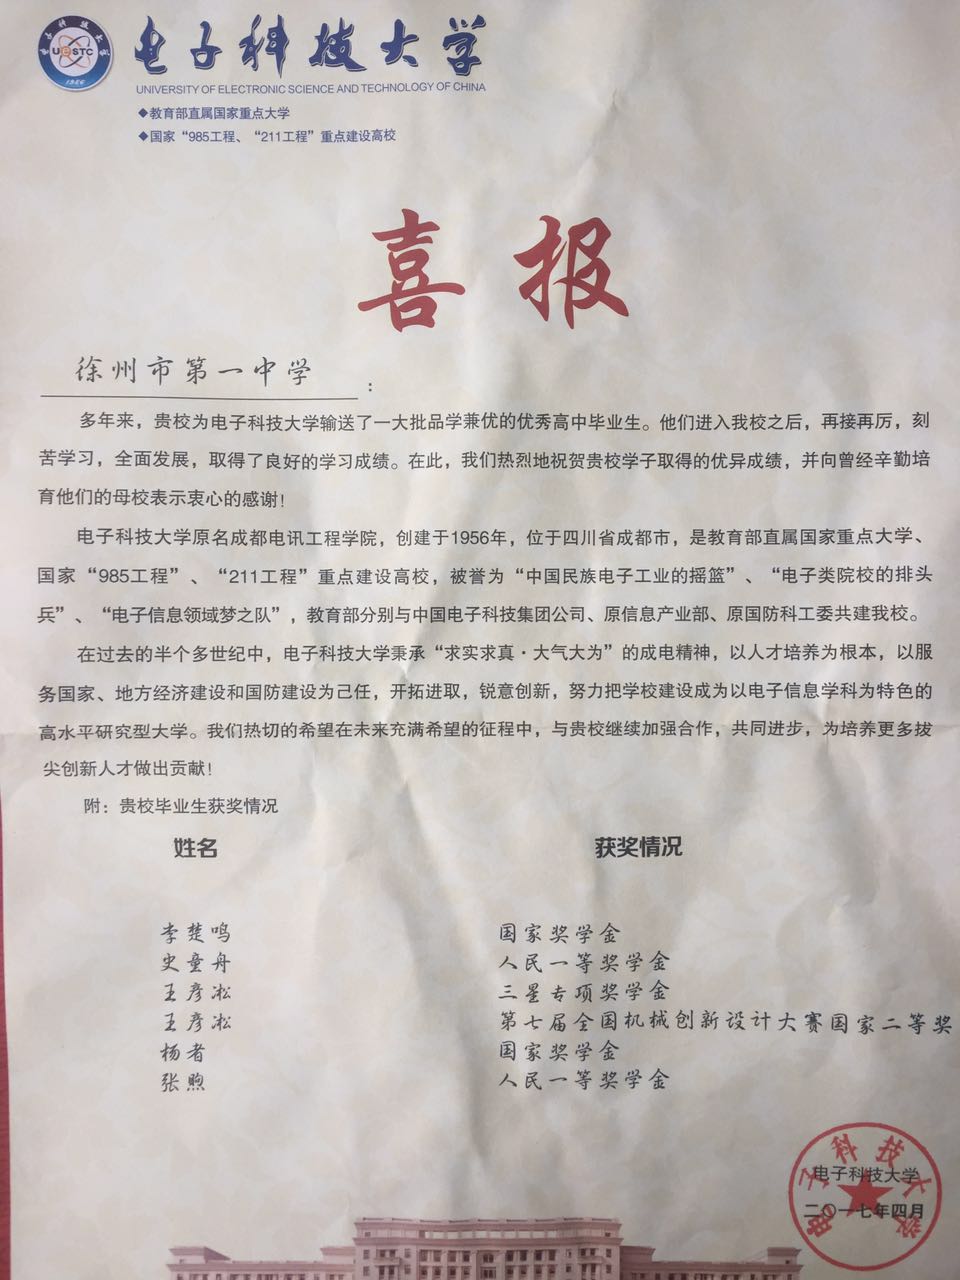 电子科技大学
UESTC
1956
电子科技大学
UNIVERSITY OF ELECTRONIC SCIENCE AND TECHNOLOGY OF CHINA
◆教育部直属国家重点大学
◆国家“985工程、“211工程”重点建设高校
喜报
徐州市第一中学：
多年来，贵校为电子科技大学输送了一大批品学兼优的优秀高中毕业生。他们进入我校之后，再接再厉，刻
苦学习，全面发展，取得了良好的学习成绩。在此，我们热烈地祝贺贵校学子取得的优异成绩，并向曾经辛勤培
育他们的母校表示衷心的感谢！
电子科技大学原名成都电讯工程学院，创建于1956年，位于四川省成都市，是教育部直属国家重点大学、
国家“985工程”、“211工程”重点建设高校，被誉为“中国民族电子工业的摇篮”、“电子类院校的排头
兵”、“电子信息领域梦之队”，教育部分别与中国电子科技集团公司、原信息产业部、原国防科工委共建我校。
在过去的半个多世纪中，电子科技大学秉承“求实求真·大气大为”的成电精神，以人才培养为根本，以服
务国家、地方经济建设和国防建设为己任，开拓进取，锐意创新，努力把学校建设成为以电子信息学科为特色的
高水平研究型大学。我们热切的希望在未来充满希望的征程中，与贵校继续加强合作，共同进步，为培养更多拔
尖创新人才做出贡献！
附：贵校毕业生获奖情况
姓名 获奖情况
李楚鸣 国家奖学金
史童舟 人民一等奖学金
王彦凇 三星专项奖学金
王彦凇 第七届全国机械创新设计大赛国家二等奖
杨者 国家奖学金
张煦 人民一等奖学金
电子科技大学
电子科技大学
二〇一七年四月